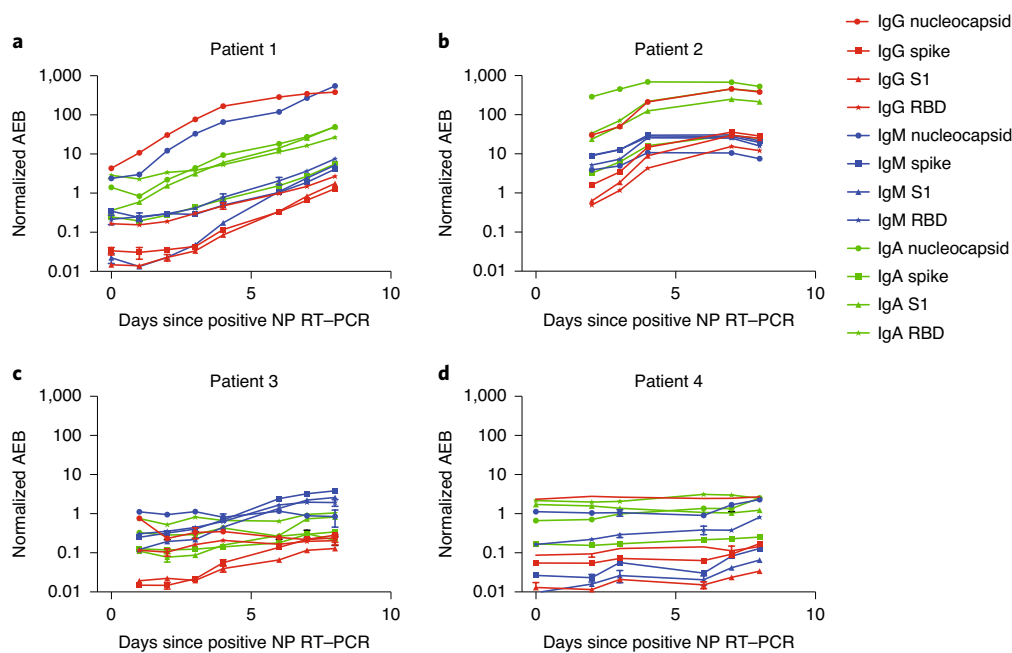 a
Patient 1
1,000
100
10
1
0.1
0.01
Normalized AEB
0
5
10
Days since positive NP RT–PCR
b
Patient 2
1,000
100
10
1
0.1
0.01
Normalized AEB
0
5
10
Days since positive NP RT–PCR
IgG nucleocapsid
IgG spike
IgG S1
IgG RBD
IgM nucleocapsid
IgM spike
IgM S1
IgM RBD
IgA nucleocapsid
IgA spike
IgA S1
IgA RBD
c
Patient 3
1,000
100
10
1
0.1
0.01
Normalized AEB
0
5
10
Days since positive NP RT–PCR
d
Patient 4
1,000
100
10
1
0.1
0.01
Normalized AEB
0
5
10
Days since positive NP RT–PCR